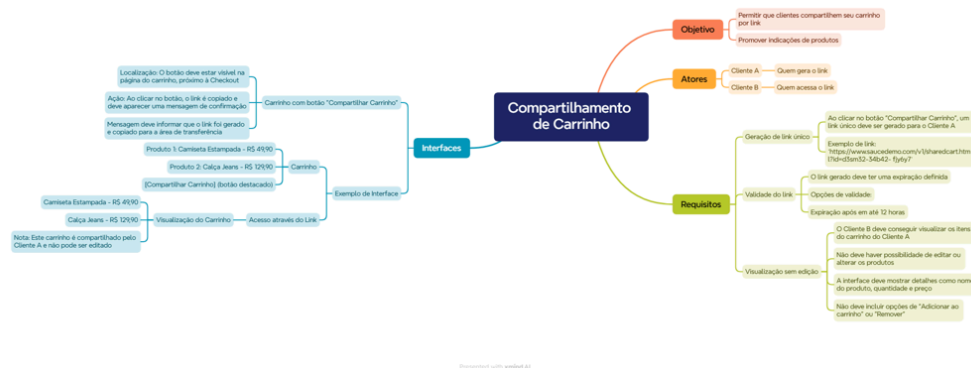 Compartilhamento
de Carrinho
Objetivo
Permitir que clientes compartilhem seu carrinho
por link
Promover indicações de produtos
Atores
Cliente A
Quem gera o link
Cliente B
Quem acessa o link
Requisitos
Geração de link único
Ao clicar no botão "Compartilhar Carrinho", um
link único deve ser gerado para o Cliente A
Exemplo de link:
Validade do link
O link gerado deve ter uma expiração definida
Opções de validade:
Expiração após em até 12 horas
Visualização sem edição
O Cliente B deve conseguir visualizar os itens
do carrinho do Cliente A
Não deve haver possibilidade de editar ou
alterar os produtos
A interface deve mostrar detalhes como nome
do produto, quantidade e preço
Não deve incluir opções de "Adicionar ao
carrinho" ou "Remover"
Interfaces
Carrinho com botão "Compartilhar Carrinho"
Localização: O botão deve estar visível na
página do carrinho, próximo à Checkout
Ação: Ao clicar no botão, o link é copiado e
deve aparecer uma mensagem de confirmação
Mensagem deve informar que o link foi gerado
e copiado para a área de transferência
Exemplo de Interface
Carrinho
Produto 1: Camiseta Estampada - R$ 49,90
Produto 2: Calça Jeans - R$ 129,90
[Compartilhar Carrinho] (botão destacado)
Acesso através do Link
Visualização do Carrinho
Camiseta Estampada - R$ 49,90
Calça Jeans - R$ 129,90
Nota: Este carrinho é compartilhado pelo
Cliente A e não pode ser editado
Presented with